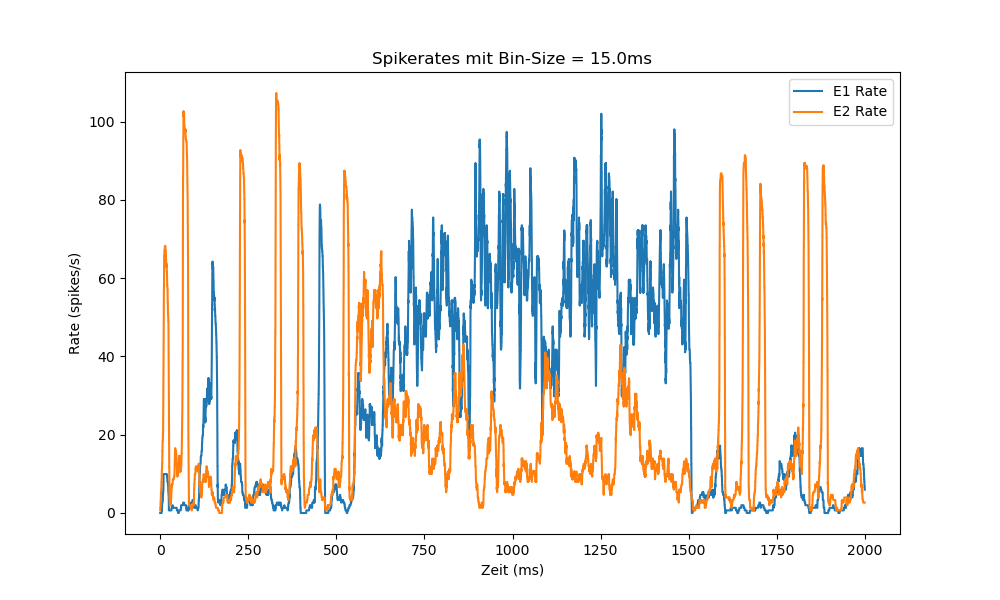 Spikerates mit Bin-Size = 15.0ms
E1 Rate
E2 Rate
Rate (spikes/s)
100
80
60
40
20
0
0 250 500 750 1000 1250 1500 1750 2000
Zeit (ms)